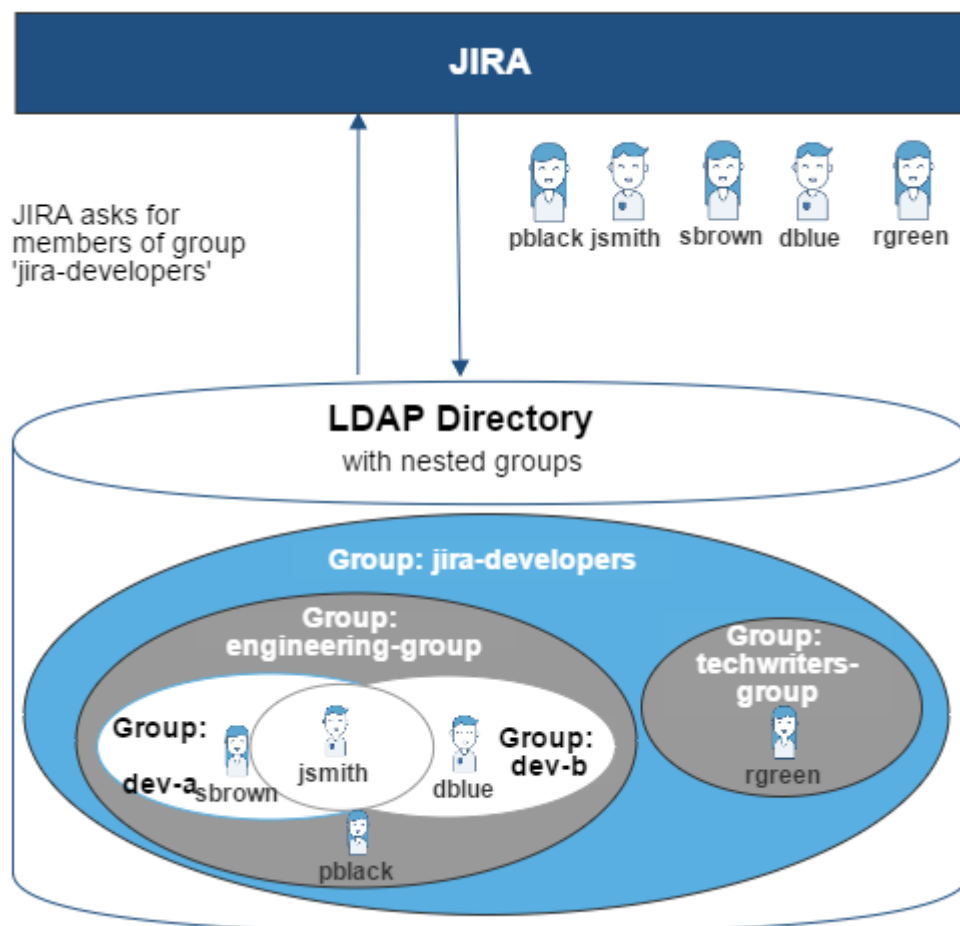 JIRA
pblack jsmith sbrown dblue rgreen
JIRA asks for
members of group
'jira-developers'
LDAP Directory
with nested groups
Group: jira-developers
Group:
engineering-group
Group:
techwriters-
group
rgreen
Group:
dev-a
sbrown
jsmith
dblue
Group:
dev-b
pblack